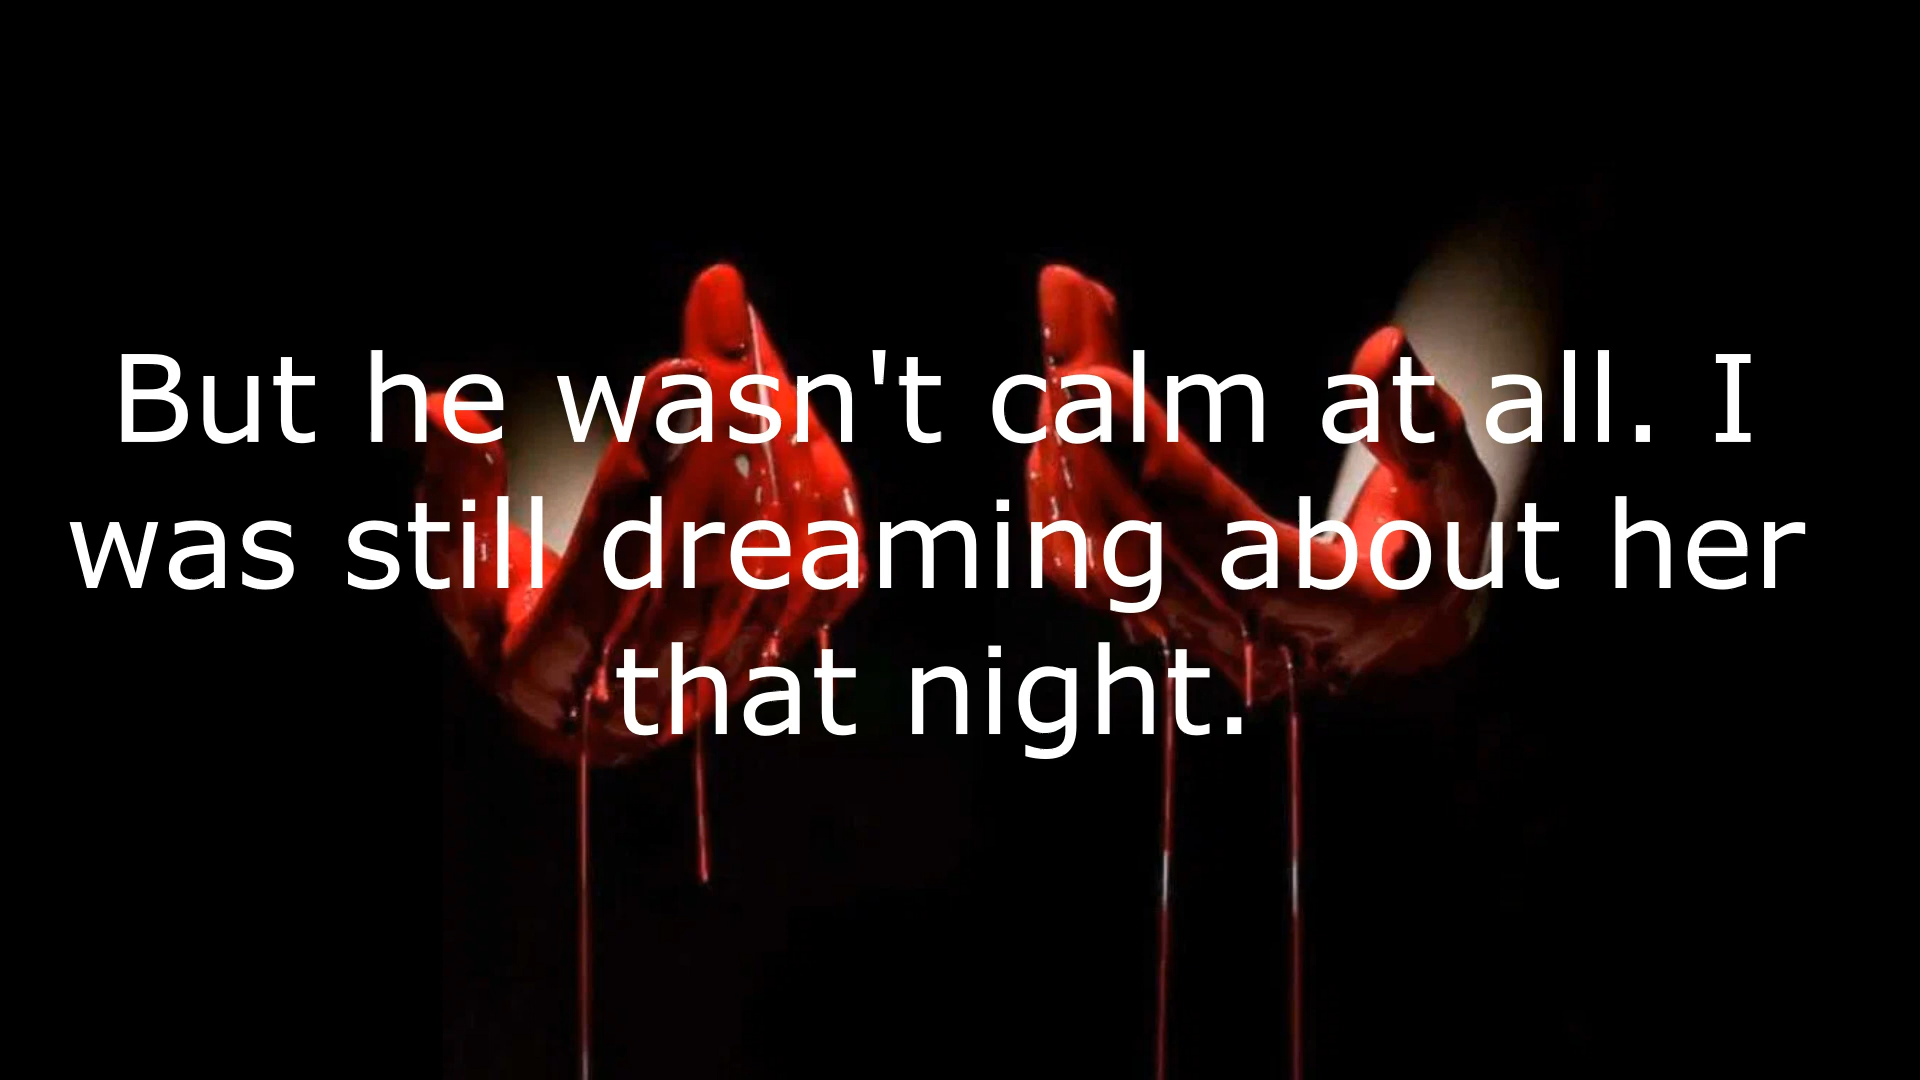 But he wasn't calm at all. I
was still dreaming about her
that night.